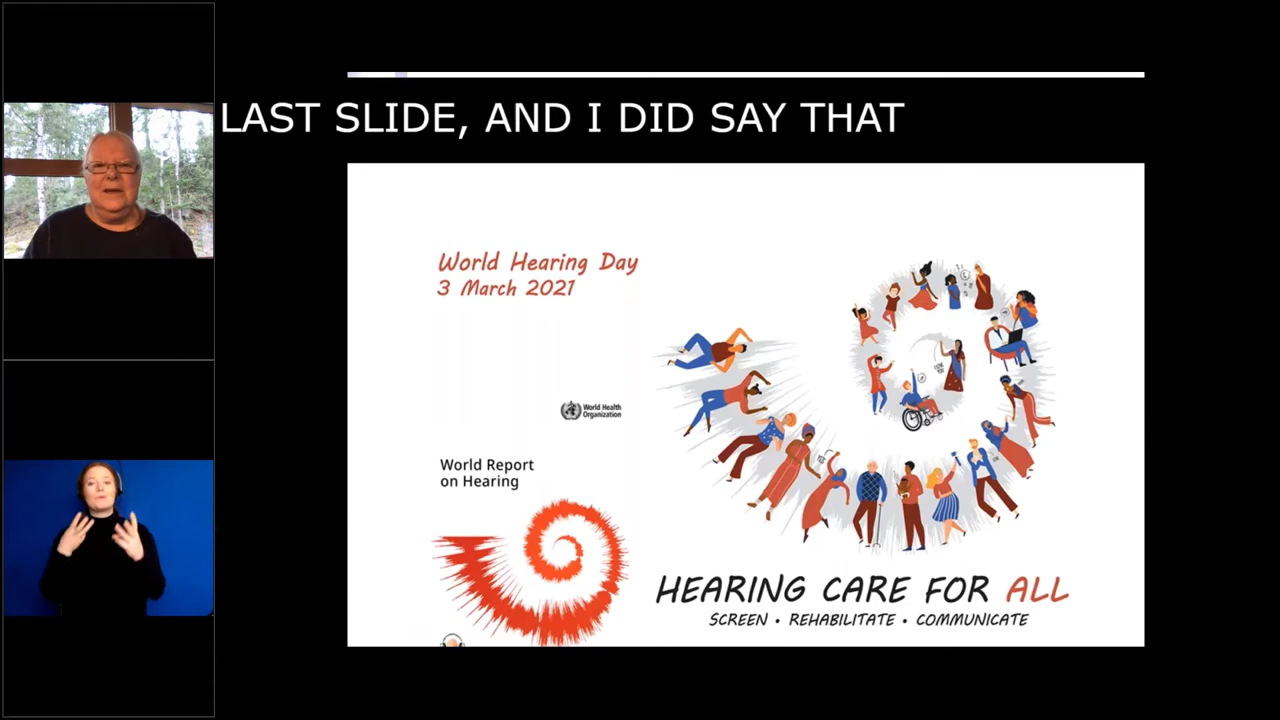 LAST SLIDE, AND I DID SAY THAT
World Hearing Day
3 March 2021
World Health
Organization
World Report
on Hearing
HEARING CARE FOR ALL
SCREEN • REHABILITATE • COMMUNICATE